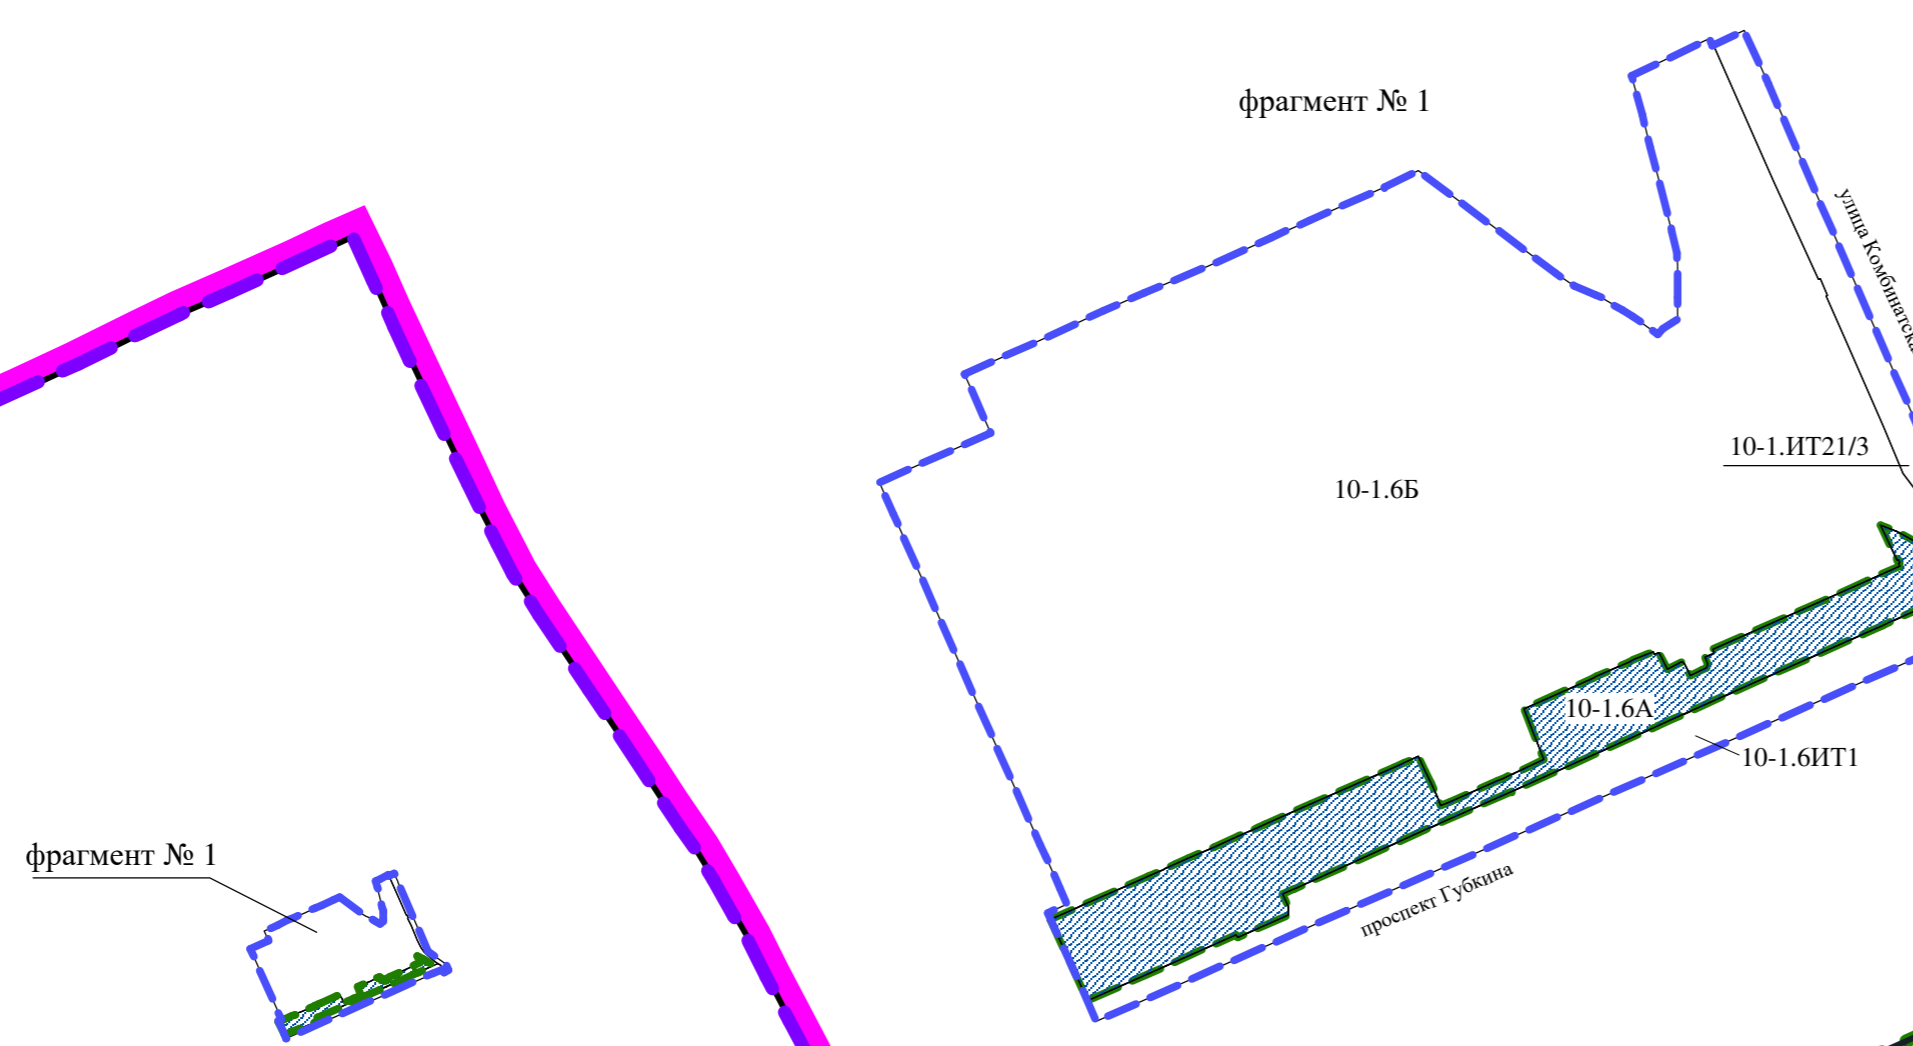 фрагмент № 1
улица Комбинатска
10-1.ИТ21/3
10-1.6Б
10-1.6А
10-1.6ИТ1
фрагмент № 1
проспект Губкина